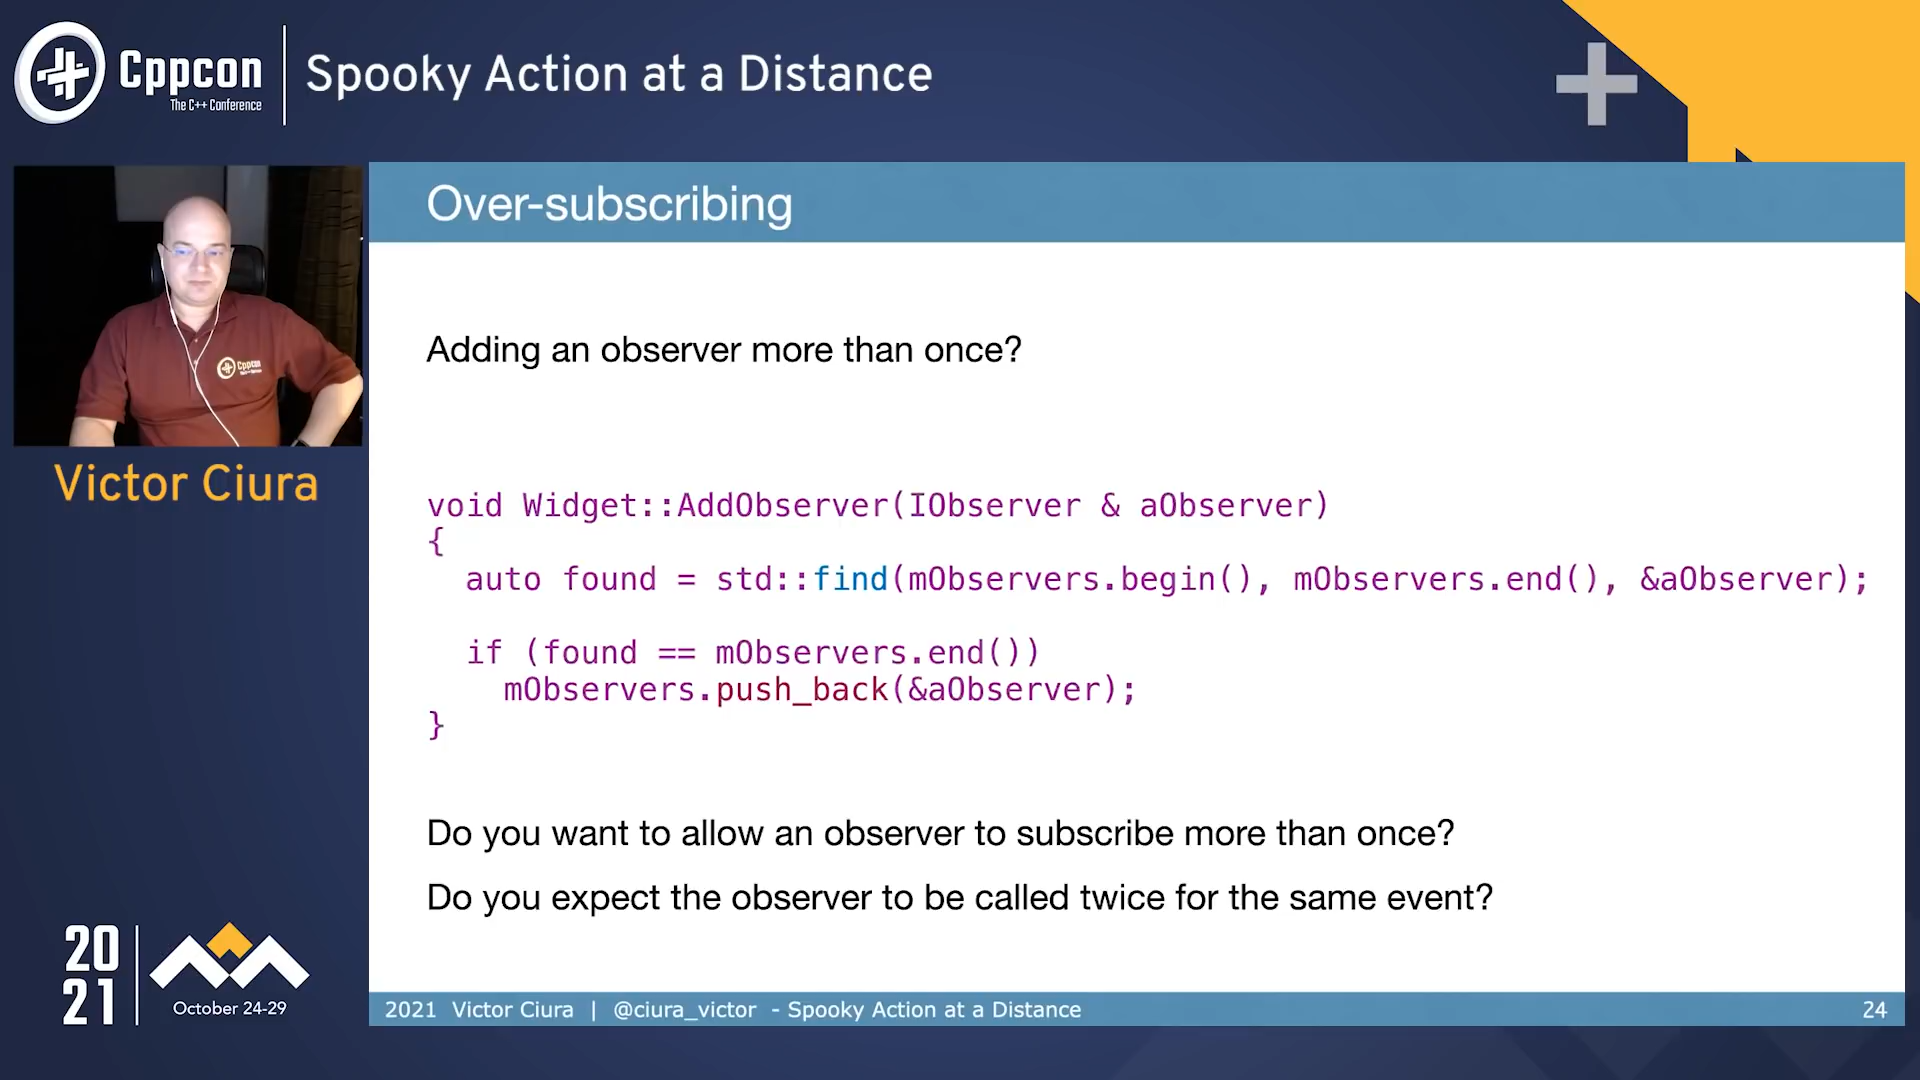 Cppcon
The C++ Conference
Spooky Action at a Distance
Over-subscribing
Adding an observer more than once?
void Widget::AddObserver(IObserver & aObserver)
{
auto found = std::find(mObservers.begin(), mObservers.end(), &aObserver);
if (found == mObservers.end())
mObservers.push_back(&aObserver);
}
Do you want to allow an observer to subscribe more than once?
Do you expect the observer to be called twice for the same event?
Cppcon
Victor Ciura
20
21
October 24-29
2021 Victor Ciura | @ciura_victor - Spooky Action at a Distance
24